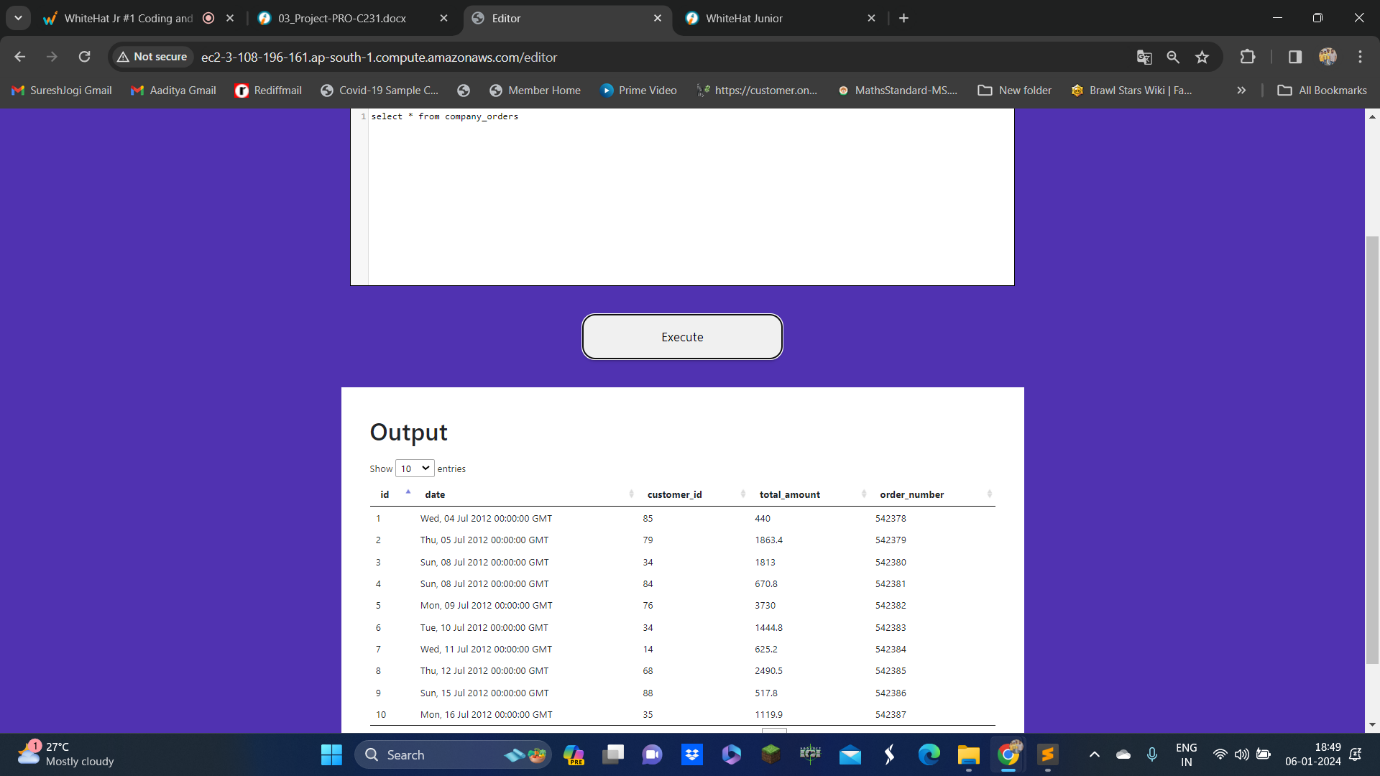 WhiteHat Jr #1 Coding and
03_Project-PRO-C231.docx
Editor
WhiteHat Junior
Not secure
ec2-3-108-196-161.ap-south-1.compute.amazonaws.com/editor
SureshJogi Gmail
Aaditya Gmail
Rediffmail
Covid-19 Sample C...
Member Home
Prime Video
https://customer.on...
MathsStandard-MS....
New folder
Brawl Stars Wiki | Fa...
»
All Bookmarks
1 select * from company_orders
Execute
Output
Show 10 entries
id date customer_id total_amount order_number
1 Wed, 04 Jul 2012 00:00:00 GMT 85 440 542378
2 Thu, 05 Jul 2012 00:00:00 GMT 79 1863.4 542379
3 Sun, 08 Jul 2012 00:00:00 GMT 34 1813 542380
4 Sun, 08 Jul 2012 00:00:00 GMT 84 670.8 542381
5 Mon, 09 Jul 2012 00:00:00 GMT 76 3730 542382
6 Tue, 10 Jul 2012 00:00:00 GMT 34 1444.8 542383
7 Wed, 11 Jul 2012 00:00:00 GMT 14 625.2 542384
8 Thu, 12 Jul 2012 00:00:00 GMT 68 2490.5 542385
9 Sun, 15 Jul 2012 00:00:00 GMT 88 517.8 542386
10 Mon, 16 Jul 2012 00:00:00 GMT 35 1119.9 542387
1
27°C
Mostly cloudy
Search
PRE
ENG
IN
18:49
06-01-2024